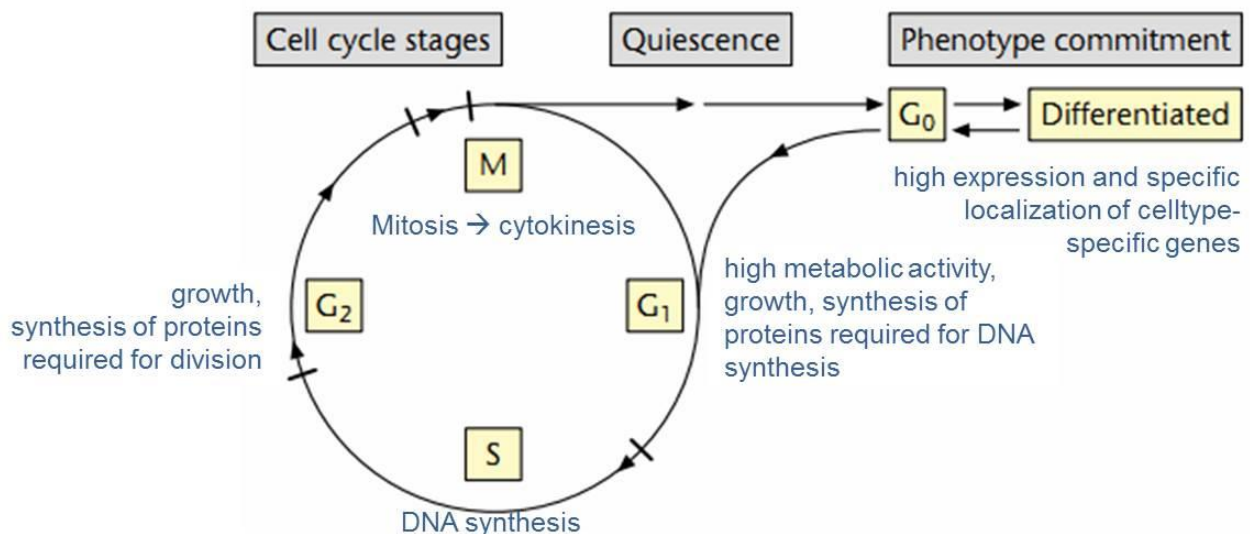 Cell cycle stages
Quiescence
Phenotype commitment
G₀
Differentiated
M
high expression and specific
localization of celltype-
specific genes
Mitosis → cytokinesis
growth,
synthesis of proteins
required for division
G₂
G₁
high metabolic activity,
growth, synthesis of
proteins required for DNA
synthesis
S
DNA synthesis